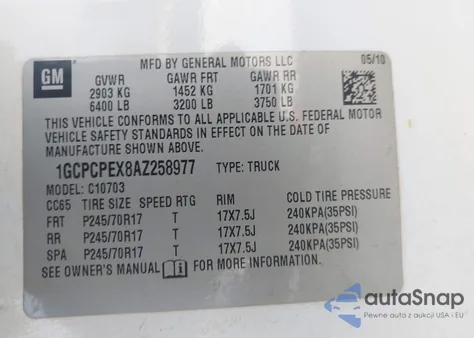 GM
MFD BY GENERAL MOTORS LLC 05/10
GVWR GAWR FRT GAWR RR
2903 KG 1452 KG 1701 KG
6400 LB 3200 LB 3750 LB
THIS VEHICLE CONFORMS TO ALL APPLICABLE U.S. FEDERAL MOTOR
VEHICLE SAFETY STANDARDS IN EFFECT ON THE DATE OF
MANUFACTURE SHOWN ABOVE.
1GCPCPEX8AZ258977 TYPE: TRUCK
MODEL: C10703
CC65 TIRE SIZE SPEED RTG RIM COLD TIRE PRESSURE
FRT P245/70R17 T 17X7.5J 240KPA(35PSI)
RR P245/70R17 T 17X7.5J 240KPA(35PSI)
SPA P245/70R17 T 17X7.5J 240KPA(35PSI)
SEE OWNER'S MANUAL i FOR MORE INFORMATION.
autaSnap
Pewne auta z aukcji USA i EU